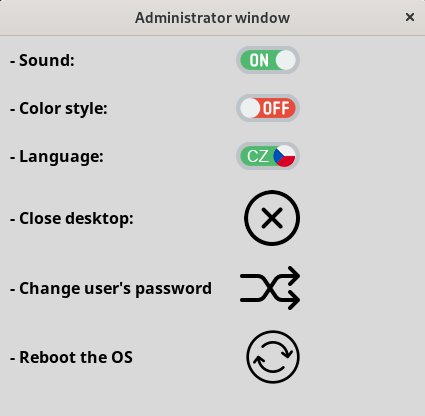 Administrator window
- Sound: ON
- Color style: OFF
- Language: CZ
- Close desktop:
- Change user's password
- Reboot the OS